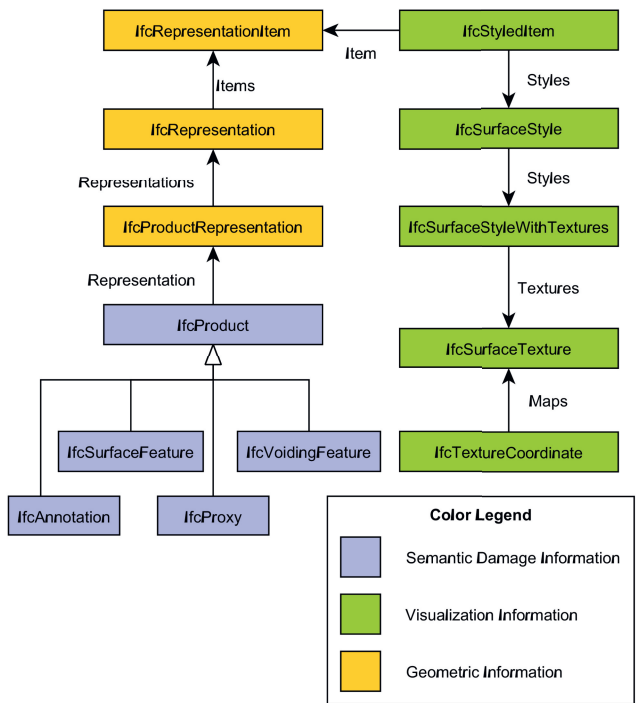 IfcRepresentationItem
IfcStyledItem
Item
Items
Styles
IfcRepresentation
IfcSurfaceStyle
Representations
Styles
IfcProductRepresentation
IfcSurfaceStyleWithTextures
Representation
Textures
IfcProduct
IfcSurfaceTexture
Maps
IfcSurfaceFeature
IfcVoidingFeature
IfcTextureCoordinate
IfcAnnotation
IfcProxy
Color Legend
Semantic Damage Information
Visualization Information
Geometric Information